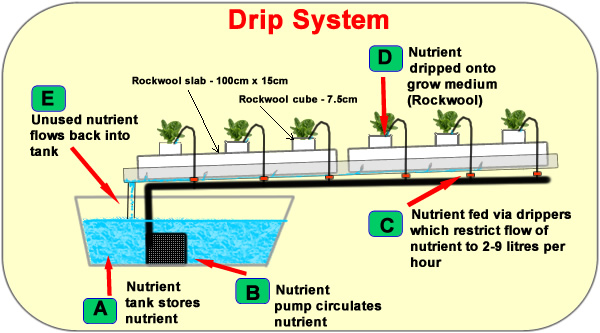 Drip System
D
Nutrient
dripped onto
grow medium
(Rockwool)
Rockwool slab - 100cm x 15cm
Rockwool cube - 7.5cm
E
Unused nutrient
flows back into
tank
C
Nutrient fed via drippers
which restrict flow of
nutrient to 2-9 litres per
hour
A
Nutrient
tank stores
nutrient
B
Nutrient
pump circulates
nutrient